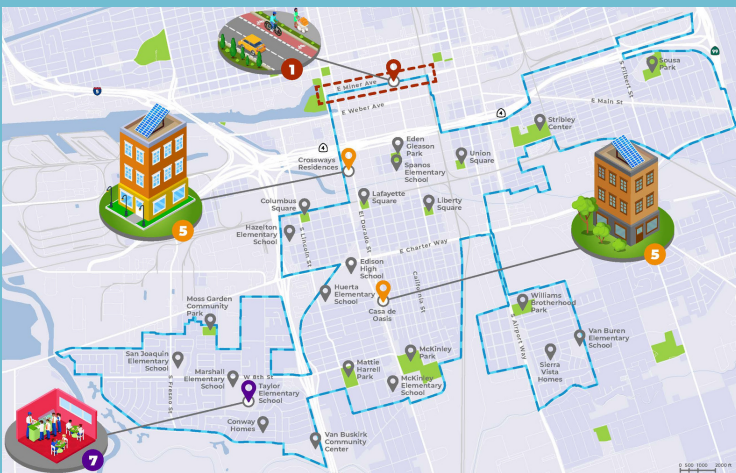 1
5
E Miner Ave
E Weber Ave
4
4
99
S Filbert St
Sousa
Park
E Main St
Stribley
Center
Eden
Gleason
Park
Spanos
Elementary
School
Union
Square
Crossways
Residences
5
Columbus
Square
Lafayette
Square
Liberty
Square
Hazelton
Elementary
School
S Lincoln St
El Dorado St
E Charter Way
5
Edison
High
School
Huerta
Elementary
School
Casa de
Oasis
California St
Moss Garden
Community
Park
Williams
Brotherhood
Park
S Airport Way
Van Buren
Elementary
School
Sierra
Vista
Homes
San Joaquin
Elementary
School
Marshall
Elementary
School
W 8th St
Taylor
Elementary
School
S Fresno St
Mattie
Harrell
Park
McKinley
Park
McKinley
Elementary
School
Conway
Homes
Van Buskirk
Community
Center
7
0 500 1000 2000 ft